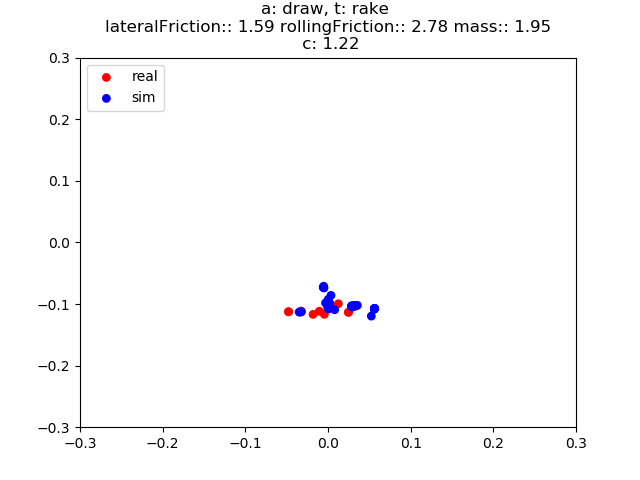 a: draw, t: rake
lateralFriction:: 1.59 rollingFriction:: 2.78 mass:: 1.95
c: 1.22
real
sim
0.3
0.2
0.1
0.0
−0.1
−0.2
−0.3
−0.3
−0.2
−0.1
0.0
0.1
0.2
0.3